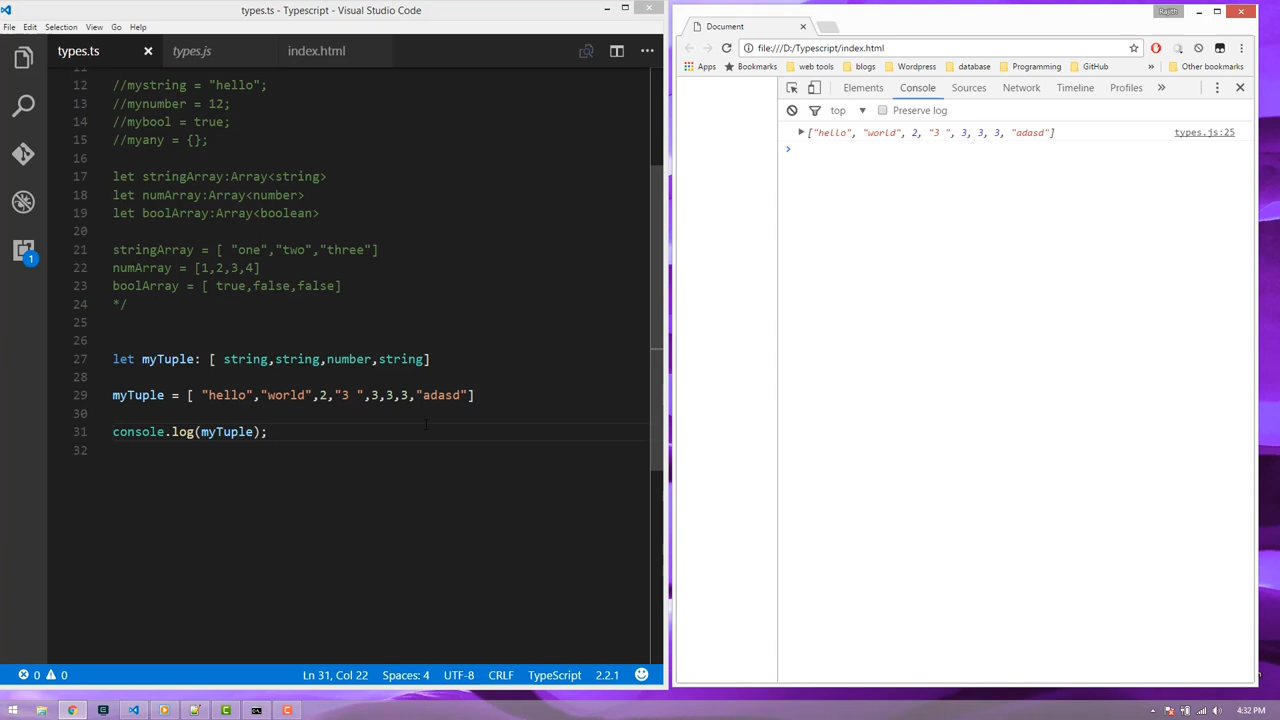 types.ts - Typescript - Visual Studio Code
File Edit Selection View Go Help
types.ts
types.js
index.html
11
12 //mystring = "hello";
13 //mynumber = 12;
14 //mybool = true;
15 //myany = {};
16
17 let stringArray:Array<string>
18 let numArray:Array<number>
19 let boolArray:Array<boolean>
20
21 stringArray = [ "one","two","three"]
22 numArray = [1,2,3,4]
23 boolArray = [ true,false,false]
24 */
25
26
27 let myTuple: [ string,string,number,string]
28
29 myTuple = [ "hello","world",2,"3 ",3,3,3,"adasd"]
30
31 console.log(myTuple);
32
1
0 0 Ln 31, Col 22 Spaces: 4 UTF-8 CRLF TypeScript 2.2.1
Rajith
Document
file:///D:/Typescript/index.html
Apps Bookmarks web tools blogs Wordpress database Programming GitHub » Other bookmarks
Elements Console Sources Network Timeline Profiles »
top Preserve log
["hello", "world", 2, "3 ", 3, 3, 3, "adasd"] types.js:25
4:32 PM